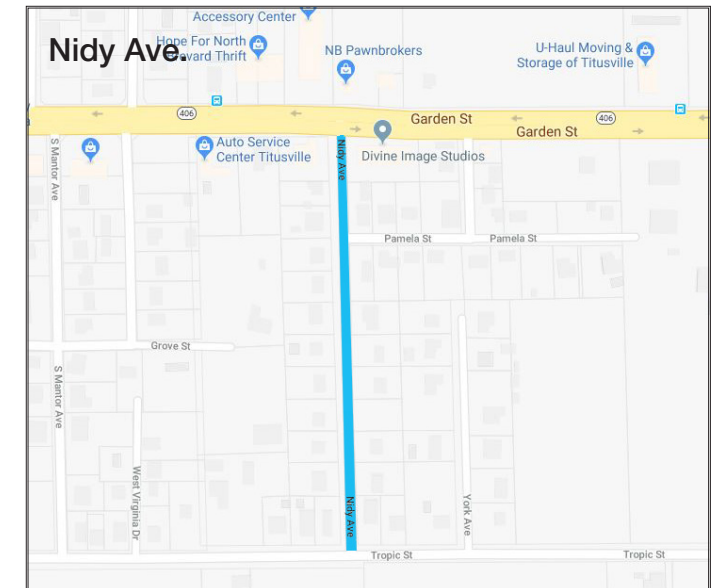 Accessory Center
Nidy Ave.
Hope For North
evard Thrift
NB Pawnbrokers
U-Haul Moving &
Storage of Titusville
406
Garden St
406
Garden St
Auto Service
Center Titusville
Divine Image Studios
S Mantor Ave
Nidy Ave
Pamela St
Pamela St
Grove St
S Mantor Ave
West Virginia Dr
Nidy Ave
York Ave
Tropic St
Tropic St